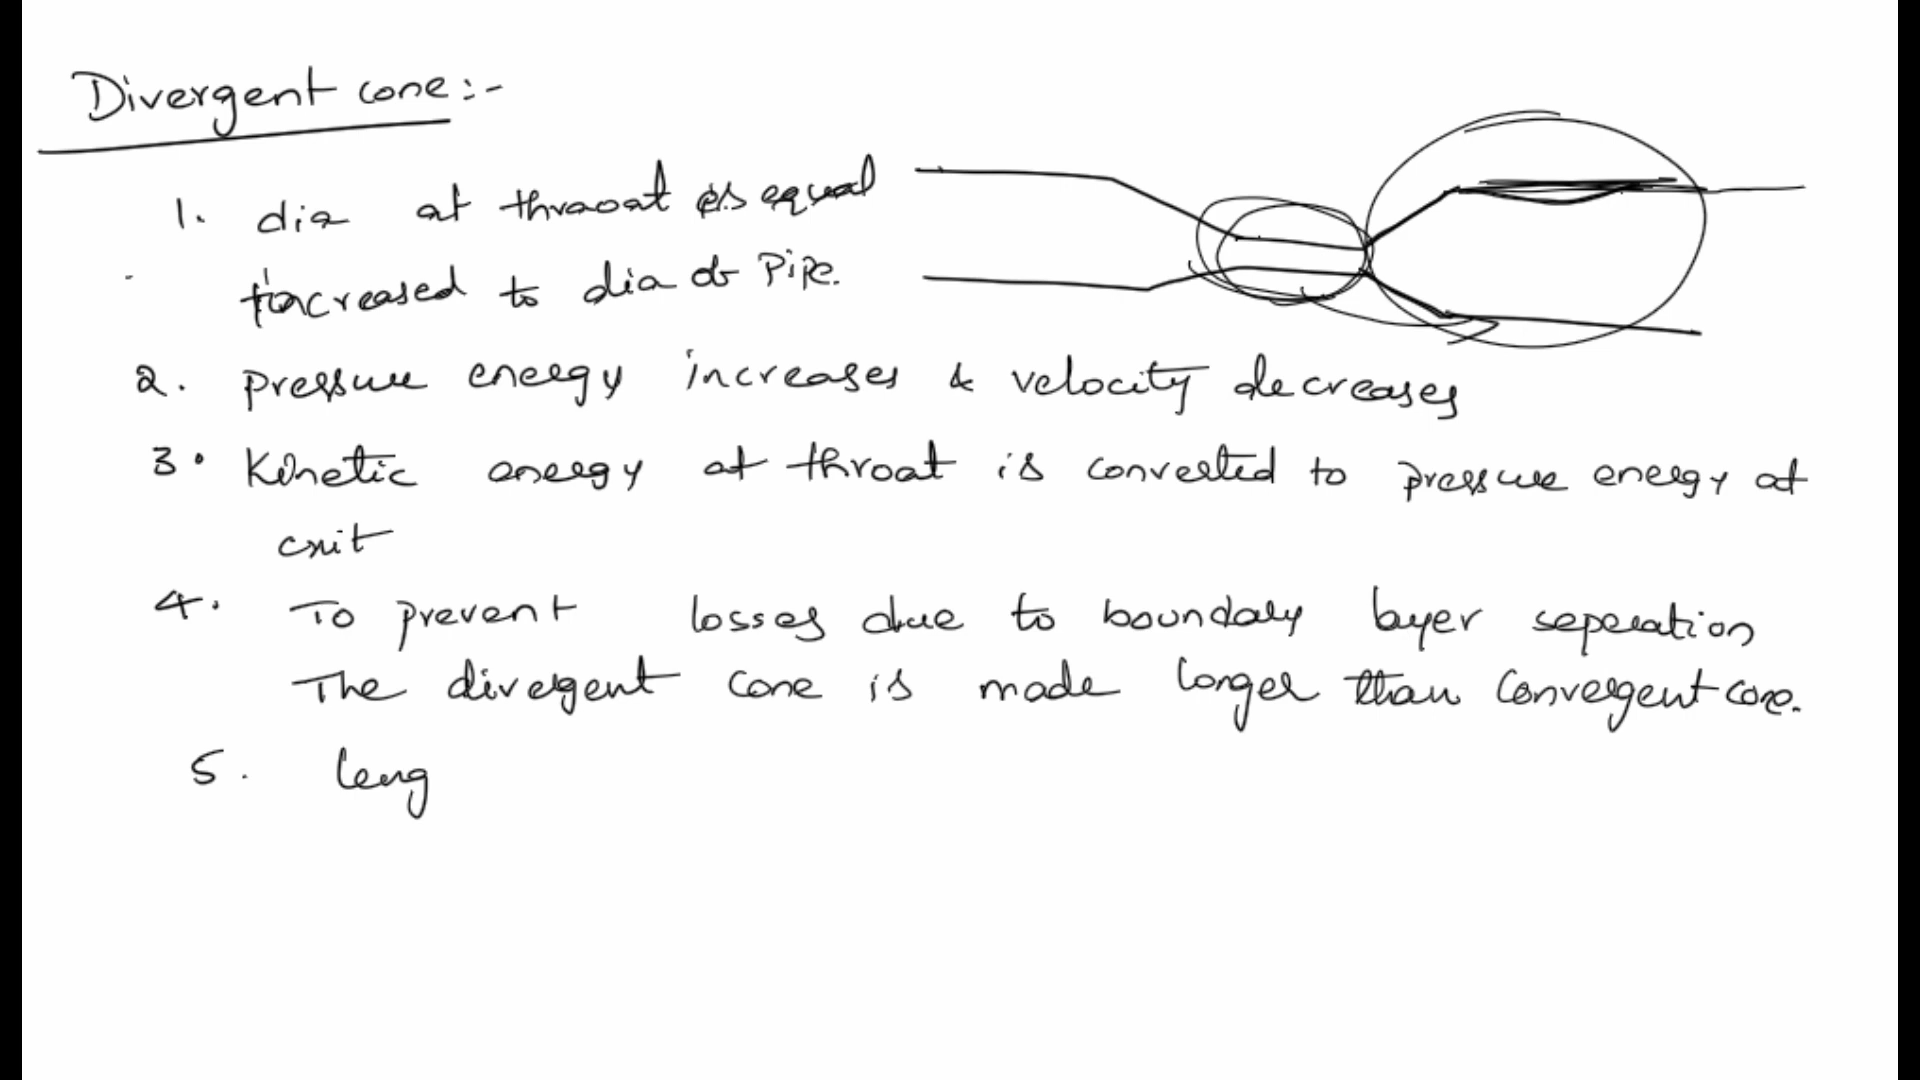 Divergent cone:-
1. dia at thraoat is equal
increased to dia of Pipe.
2. pressure energy increases & velocity decreases
3. Kinetic energy at throat is converted to pressure energy at
exit
4. To prevent losses due to boundary layer seperation
The divergent cone is made longer than Convergent cone.
5. leng